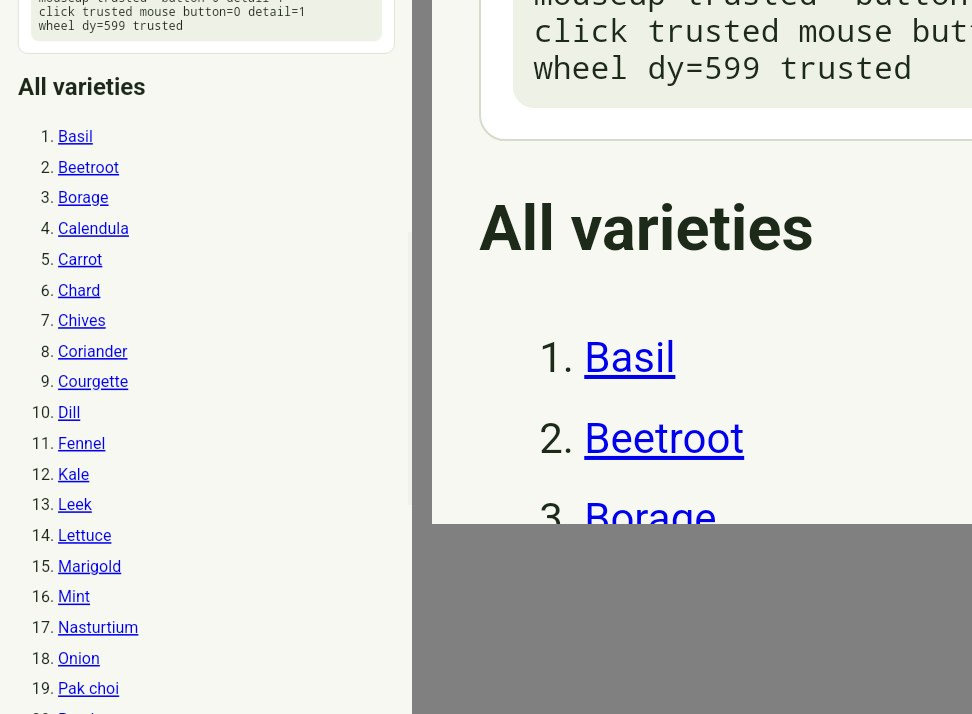 click trusted mouse button=0 detail=1
wheel dy=599 trusted
All varieties
1. Basil
2. Beetroot
3. Borage
4. Calendula
5. Carrot
6. Chard
7. Chives
8. Coriander
9. Courgette
10. Dill
11. Fennel
12. Kale
13. Leek
14. Lettuce
15. Marigold
16. Mint
17. Nasturtium
18. Onion
19. Pak choi
click trusted mouse but
wheel dy=599 trusted
All varieties
1. Basil
2. Beetroot
3. Borage